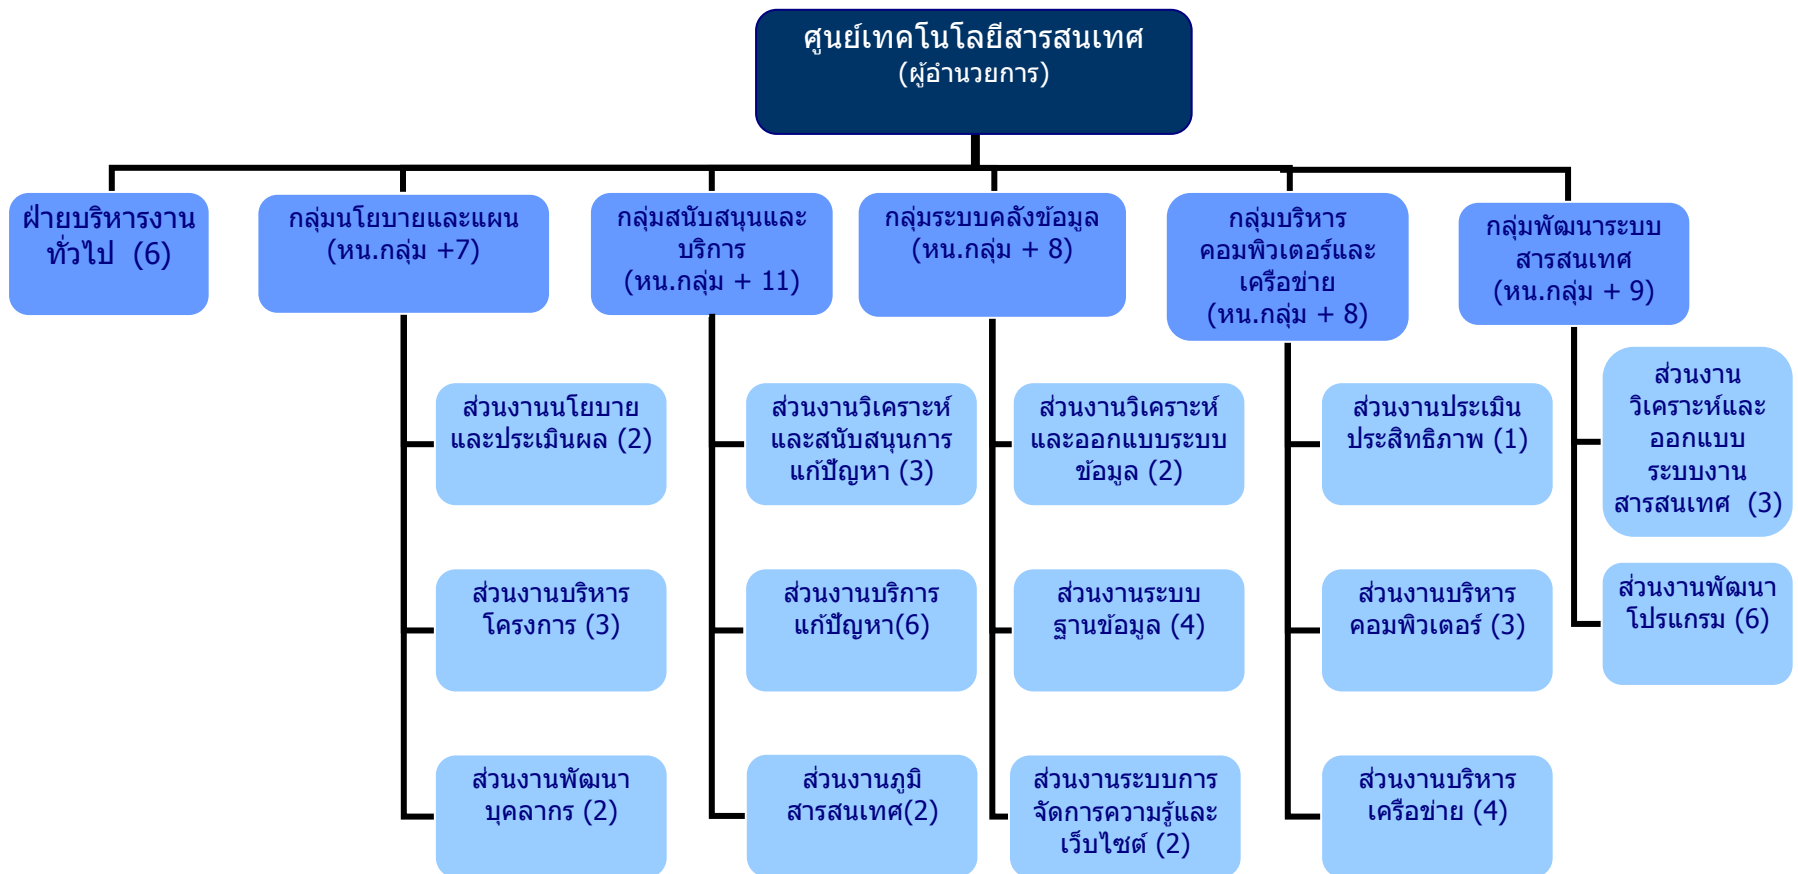 ศูนย์เทคโนโลยีสารสนเทศ
(ผู้อำนวยการ)
ฝ่ายบริหารงาน
ทั่วไป (6)
กลุ่มนโยบายและแผน
(หน.กลุ่ม +7)
กลุ่มสนับสนุนและ
บริการ
(หน.กลุ่ม + 11)
กลุ่มระบบคลังข้อมูล
(หน.กลุ่ม + 8)
กลุ่มบริหาร
คอมพิวเตอร์และ
เครือข่าย
(หน.กลุ่ม + 8)
กลุ่มพัฒนาระบบ
สารสนเทศ
(หน.กลุ่ม + 9)
ส่วนงานนโยบาย
และประเมินผล (2)
ส่วนงานวิเคราะห์
และสนับสนุนการ
แก้ปัญหา (3)
ส่วนงานวิเคราะห์
และออกแบบระบบ
ข้อมูล (2)
ส่วนงานประเมิน
ประสิทธิภาพ (1)
ส่วนงาน
วิเคราะห์และ
ออกแบบ
ระบบงาน
สารสนเทศ (3)
ส่วนงานบริหาร
โครงการ (3)
ส่วนงานบริการ
แก้ปัญหา(6)
ส่วนงานระบบ
ฐานข้อมูล (4)
ส่วนงานบริหาร
คอมพิวเตอร์ (3)
ส่วนงานพัฒนา
โปรแกรม (6)
ส่วนงานพัฒนา
บุคลากร (2)
ส่วนงานภูมิ
สารสนเทศ(2)
ส่วนงานระบบการ
จัดการความรู้และ
เว็บไซต์ (2)
ส่วนงานบริหาร
เครือข่าย (4)